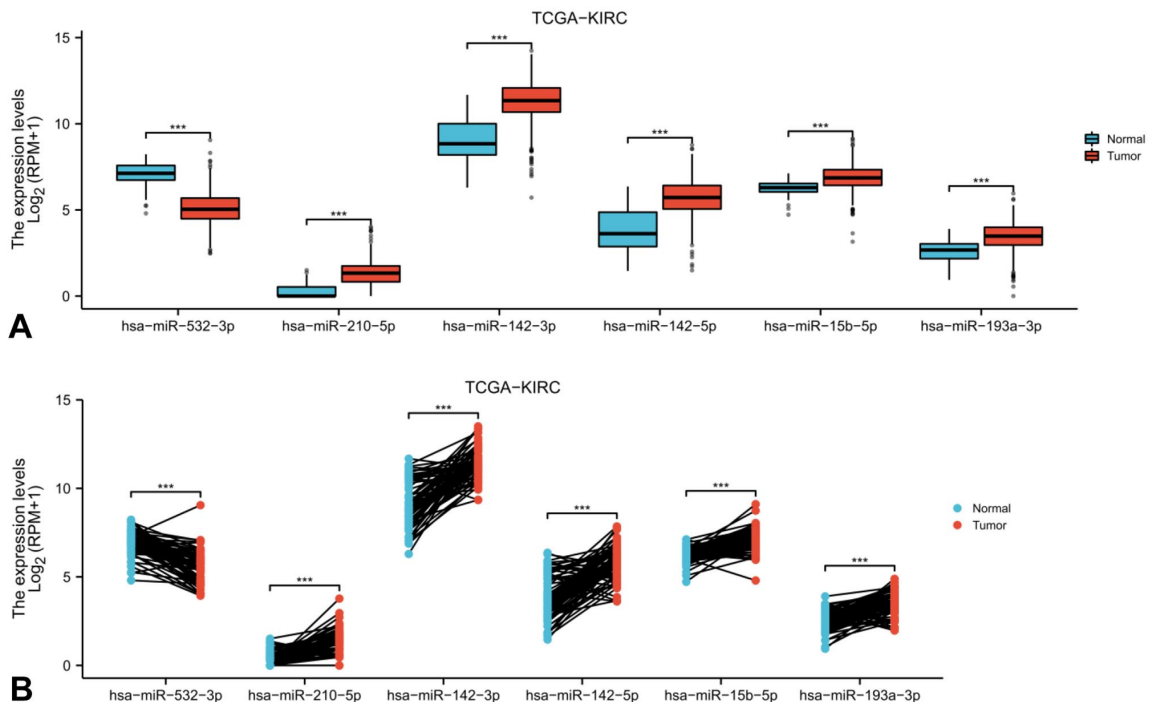 TCGA−KIRC
The expression levels
Log2 (RPM+1)
15
10
5
0
***
***
***
***
***
***
Normal
Tumor
hsa−miR−532−3p
hsa−miR−210−5p
hsa−miR−142−3p
hsa−miR−142−5p
hsa−miR−15b−5p
hsa−miR−193a−3p
A
TCGA−KIRC
The expression levels
Log2 (RPM+1)
15
10
5
0
***
***
***
***
***
***
Normal
Tumor
hsa−miR−532−3p
hsa−miR−210−5p
hsa−miR−142−3p
hsa−miR−142−5p
hsa−miR−15b−5p
hsa−miR−193a−3p
B